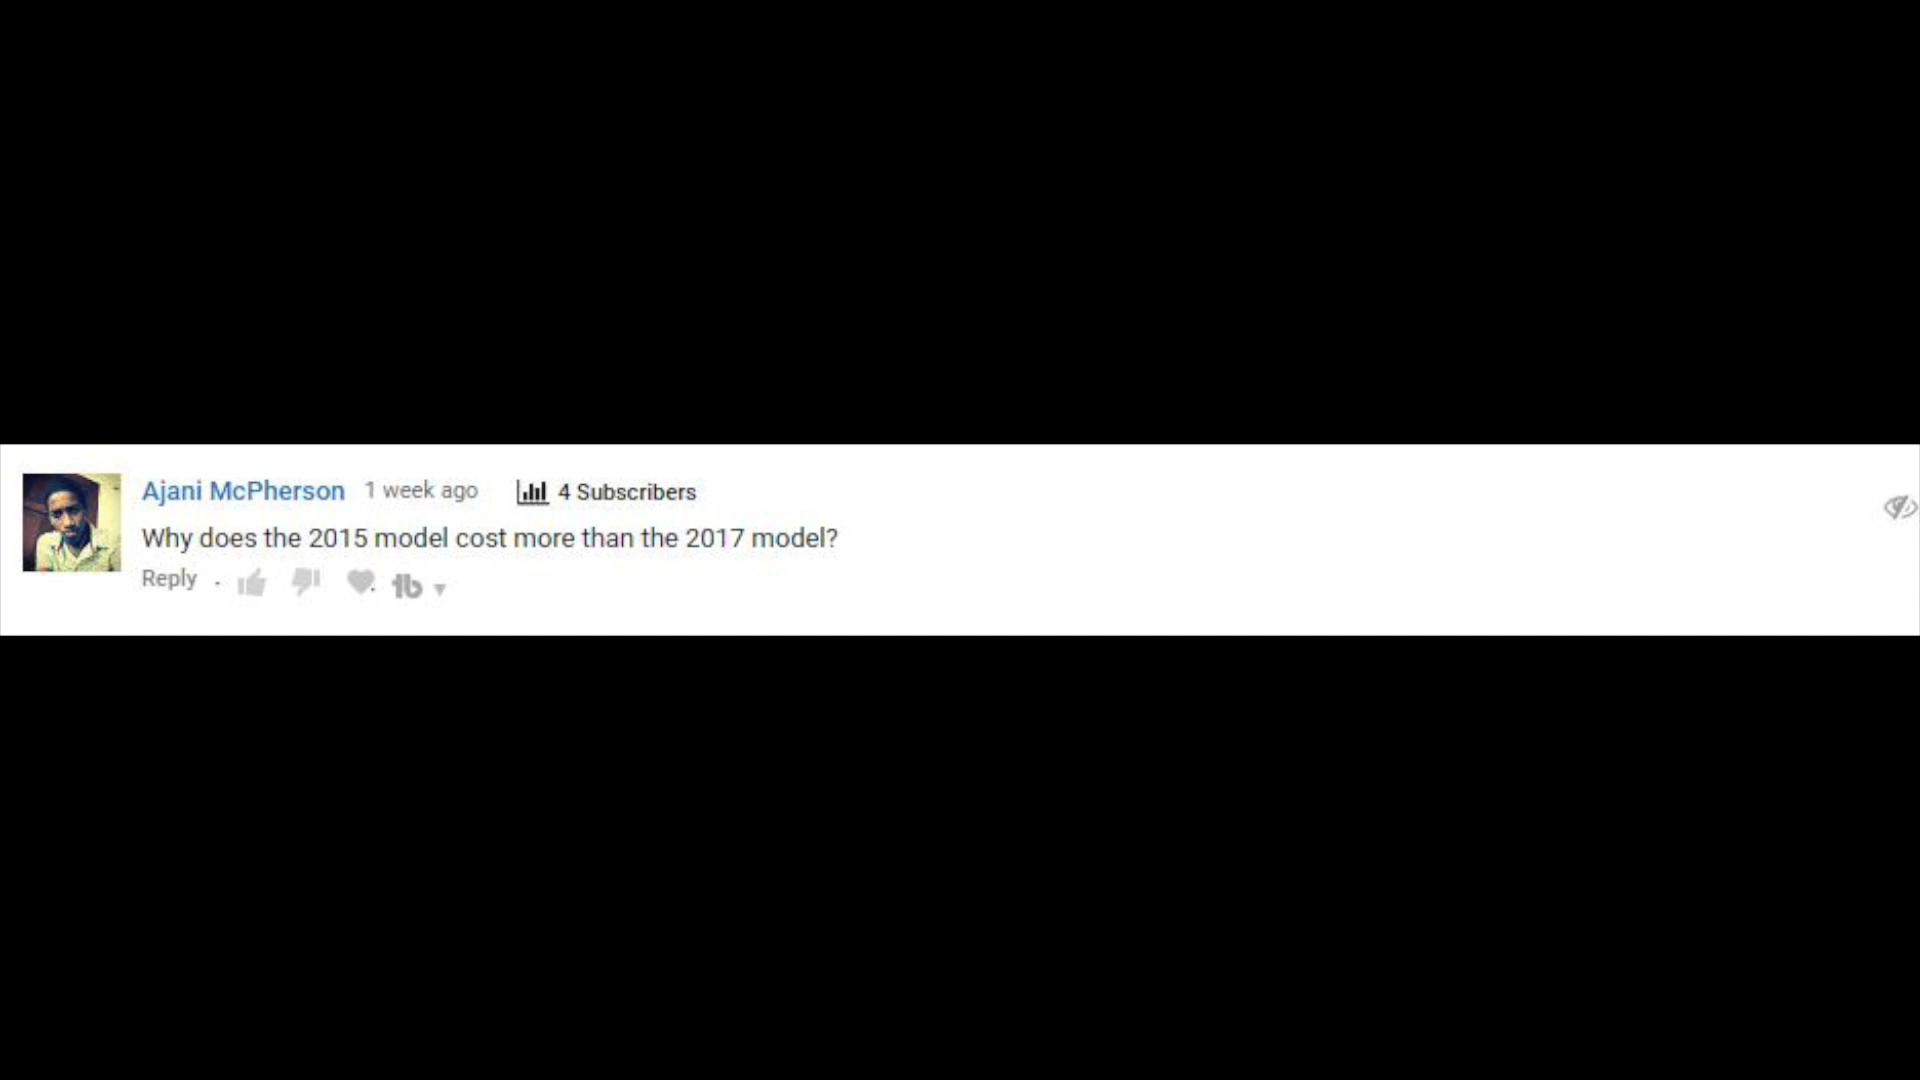 Ajani McPherson 1 week ago 4 Subscribers
Why does the 2015 model cost more than the 2017 model?
Reply . tb ▼